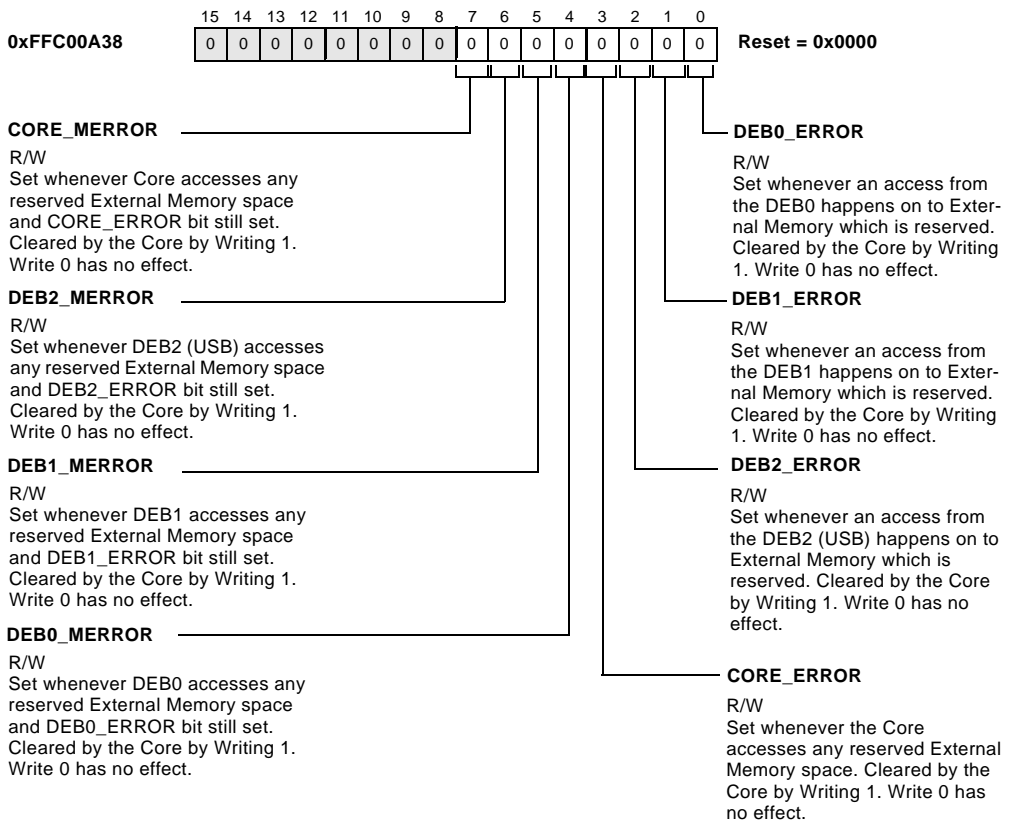 15 14 13 12 11 10 9 8 7 6 5 4 3 2 1 0
0xFFC00A38 0 0 0 0 0 0 0 0 0 0 0 0 0 0 0 0 Reset = 0x0000
CORE_MERROR
R/W
Set whenever Core accesses any
reserved External Memory space
and CORE_ERROR bit still set.
Cleared by the Core by Writing 1.
Write 0 has no effect.
DEB2_MERROR
R/W
Set whenever DEB2 (USB) accesses
any reserved External Memory space
and DEB2_ERROR bit still set.
Cleared by the Core by Writing 1.
Write 0 has no effect.
DEB1_MERROR
R/W
Set whenever DEB1 accesses any
reserved External Memory space
and DEB1_ERROR bit still set.
Cleared by the Core by Writing 1.
Write 0 has no effect.
DEB0_MERROR
R/W
Set whenever DEB0 accesses any
reserved External Memory space
and DEB0_ERROR bit still set.
Cleared by the Core by Writing 1.
Write 0 has no effect.
DEB0_ERROR
R/W
Set whenever an access from
the DEB0 happens on to Exter-
nal Memory which is reserved.
Cleared by the Core by Writing
1. Write 0 has no effect.
DEB1_ERROR
R/W
Set whenever an access from
the DEB1 happens on to Exter-
nal Memory which is reserved.
Cleared by the Core by Writing
1. Write 0 has no effect.
DEB2_ERROR
R/W
Set whenever an access from
the DEB2 (USB) happens on to
External Memory which is
reserved. Cleared by the Core
by Writing 1. Write 0 has no
effect.
CORE_ERROR
R/W
Set whenever the Core
accesses any reserved External
Memory space. Cleared by the
Core by Writing 1. Write 0 has
no effect.